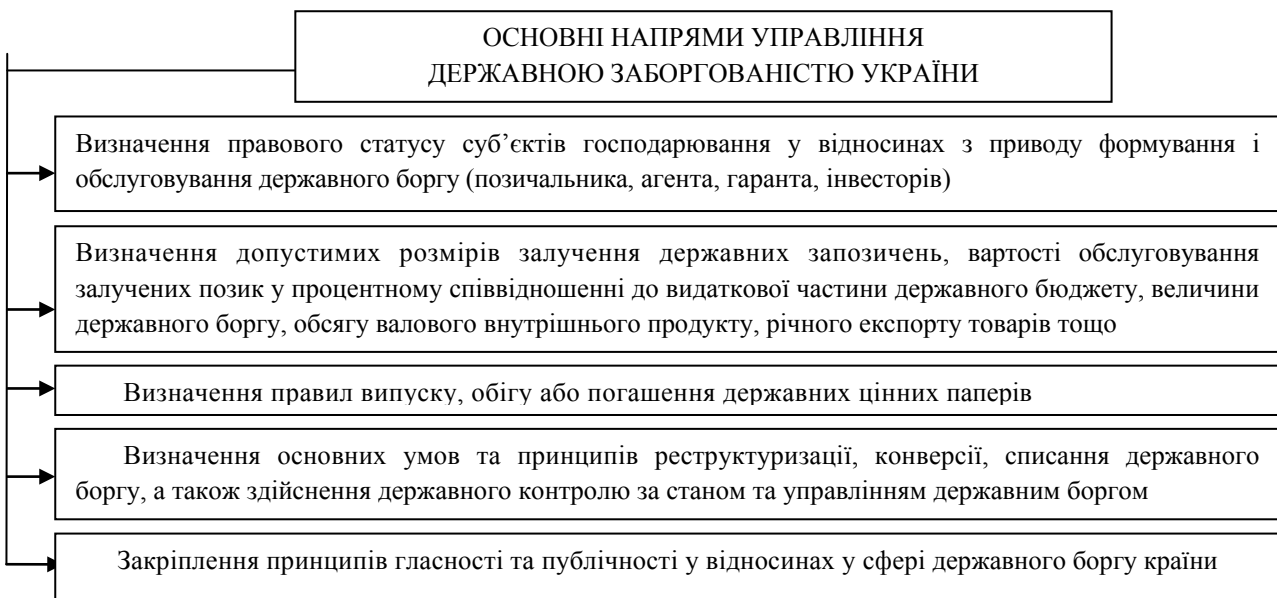 ОСНОВНІ НАПРЯМИ УПРАВЛІННЯ
ДЕРЖАВНОЮ ЗАБОРГОВАНІСТЮ УКРАЇНИ
Визначення правового статусу суб’єктів господарювання у відносинах з приводу формування і
обслуговування державного боргу (позичальника, агента, гаранта, інвесторів)
Визначення допустимих розмірів залучення державних запозичень, вартості обслуговування
залучених позик у процентному співвідношенні до видаткової частини державного бюджету, величини
державного боргу, обсягу валового внутрішнього продукту, річного експорту товарів тощо
Визначення правил випуску, обігу або погашення державних цінних паперів
Визначення основних умов та принципів реструктуризації, конверсії, списання державного
боргу, а також здійснення державного контролю за станом та управлінням державним боргом
Закріплення принципів гласності та публічності у відносинах у сфері державного боргу країни